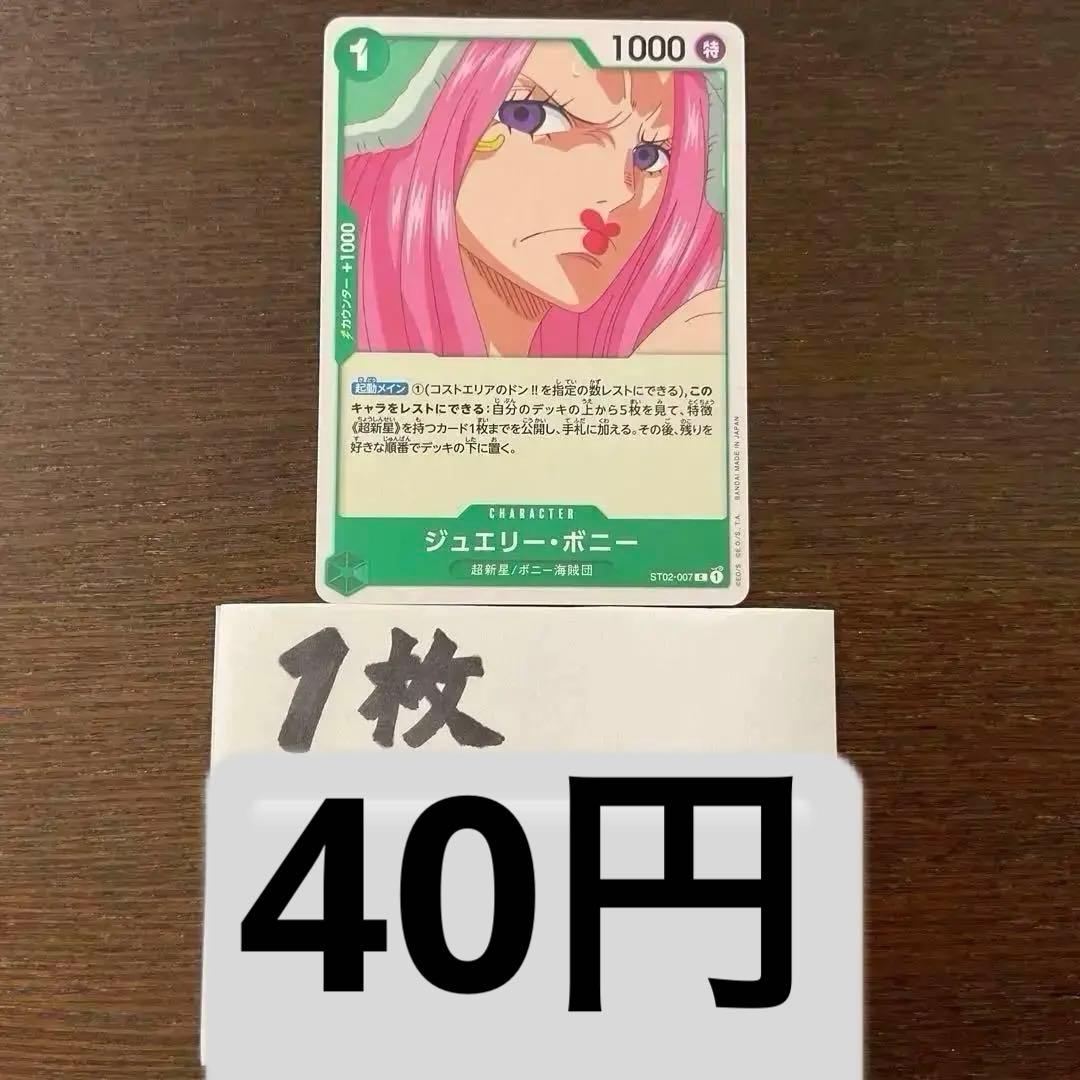 1
1000 特
カウンター +1000
起動メイン ①(コストエリアのドン!!を指定の数レストにできる),この
キャラをレストにできる:自分のデッキの上から5枚を見て、特徴
《超新星》を持つカード1枚までを公開し、手札に加える。その後、残りを
好きな順番でデッキの下に置く。
CHARACTER
ジュエリー・ボニー
超新星/ボニー海賊団
ST02-007 C 1
©E.O/S. ©E.O./S., T.A. BANDAI MADE IN JAPAN
1枚
40円